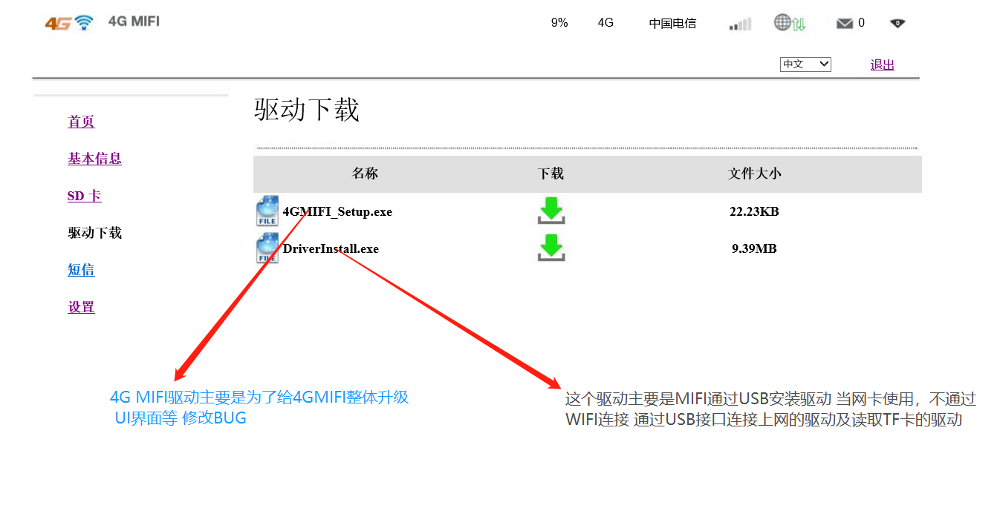 4G 4G MIFI 9% 4G 中国电信 0 0
中文 退出
驱动下载
首页
基本信息
SD 卡
驱动下载
短信
设置
名称 下载 文件大小
FILE 4GMIFI_Setup.exe 22.23KB
FILE DriverInstall.exe 9.39MB
4G MIFI驱动主要是为了给4GMIFI整体升级
UI界面等 修改BUG
这个驱动主要是MIFI通过USB安装驱动 当网卡使用，不通过
WIFI连接 通过USB接口连接上网的驱动及读取TF卡的驱动